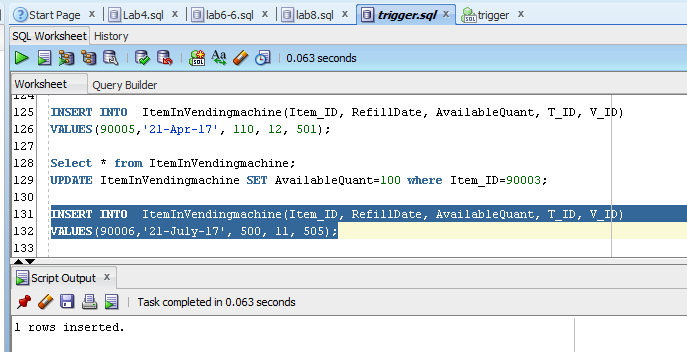 Start Page x Lab4.sql x lab6-6.sql x lab8.sql x trigger.sql x trigger x
SQL Worksheet History
0.063 seconds
Worksheet Query Builder
124
125 INSERT INTO ItemInVendingmachine(Item_ID, RefillDate, AvailableQuant, T_ID, V_ID)
126 VALUES(90005,'21-Apr-17', 110, 12, 501);
127
128 Select * from ItemInVendingmachine;
129 UPDATE ItemInVendingmachine SET AvailableQuant=100 where Item_ID=90003;
130
131 INSERT INTO ItemInVendingmachine(Item_ID, RefillDate, AvailableQuant, T_ID, V_ID)
132 VALUES(90006,'21-July-17', 500, 11, 505);
133
Script Output x
Task completed in 0.063 seconds
1 rows inserted.